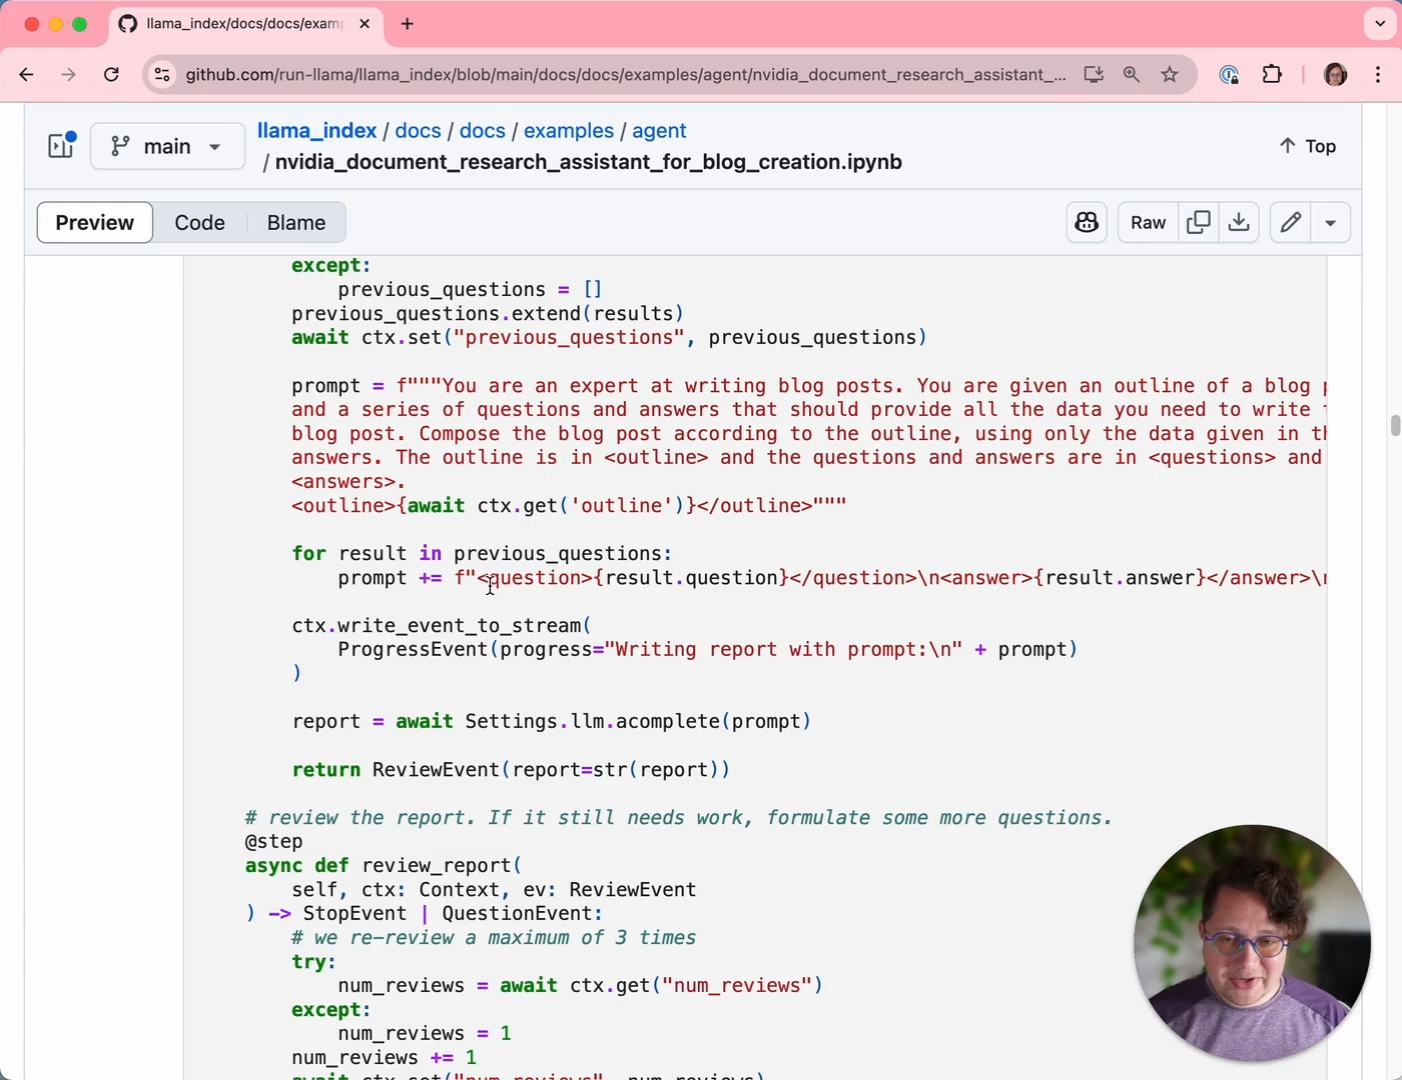 llama_index/docs/docs/exam
github.com/run-llama/llama_index/blob/main/docs/docs/examples/agent/nvidia_document_research_assistant_...
main
llama_index / docs / docs / examples / agent
/ nvidia_document_research_assistant_for_blog_creation.ipynb
Top
Preview
Code
Blame
Raw
except:
previous_questions = []
previous_questions.extend(results)
await ctx.set("previous_questions", previous_questions)
prompt = f"""You are an expert at writing blog posts. You are given an outline of a blog
and a series of questions and answers that should provide all the data you need to write
blog post. Compose the blog post according to the outline, using only the data given in
answers. The outline is in <outline> and the questions and answers are in <questions> and
<answers>.
<outline>{await ctx.get('outline')}</outline>"""
for result in previous_questions:
prompt += f"<question>{result.question}</question>\n<answer>{result.answer}</answer>\n
ctx.write_event_to_stream(
ProgressEvent(progress="Writing report with prompt:\n" + prompt)
)
report = await Settings.llm.acomplete(prompt)
return ReviewEvent(report=str(report))
# review the report. If it still needs work, formulate some more questions.
@step
async def review_report(
self, ctx: Context, ev: ReviewEvent
) -> StopEvent | QuestionEvent:
# we re-review a maximum of 3 times
try:
num_reviews = await ctx.get("num_reviews")
except:
num_reviews = 1
num_reviews += 1
await ctx.set("num_reviews", num_reviews)